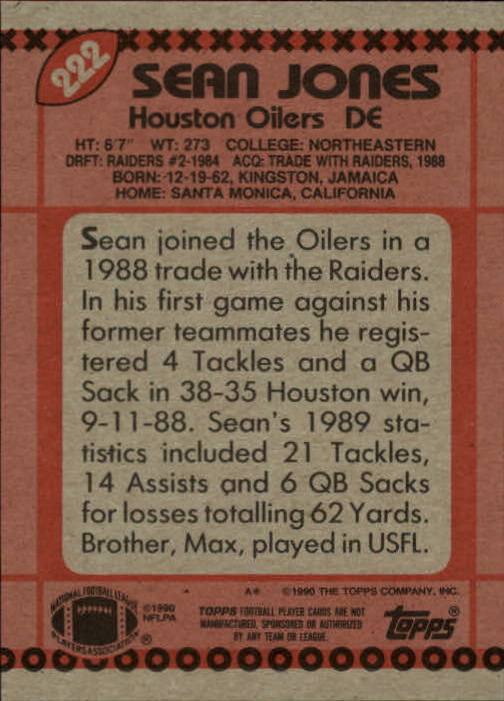 222
SEAN JONES
Houston Oilers DE
HT: 6'7" WT: 273 COLLEGE: NORTHEASTERN
DRFT: RAIDERS #2-1984 ACQ: TRADE WITH RAIDERS, 1988
BORN: 12-19-62, KINGSTON, JAMAICA
HOME: SANTA MONICA, CALIFORNIA
Sean joined the Oilers in a
1988 trade with the Raiders.
In his first game against his
former teammates he regis-
tered 4 Tackles and a QB
Sack in 38-35 Houston win,
9-11-88. Sean's 1989 sta-
tistics included 21 Tackles,
14 Assists and 6 QB Sacks
for losses totalling 62 Yards.
Brother, Max, played in USFL.
NATIONAL FOOTBALL LEAGUE
PLAYERS ASSOCIATION ®
©1990
NFLPA
A* ©1990 THE TOPPS COMPANY, INC.
TOPPS FOOTBALL PLAYER CARDS ARE NOT
MANUFACTURED, SPONSORED OR AUTHORIZED
BY ANY TEAM OR LEAGUE.
Topps ®